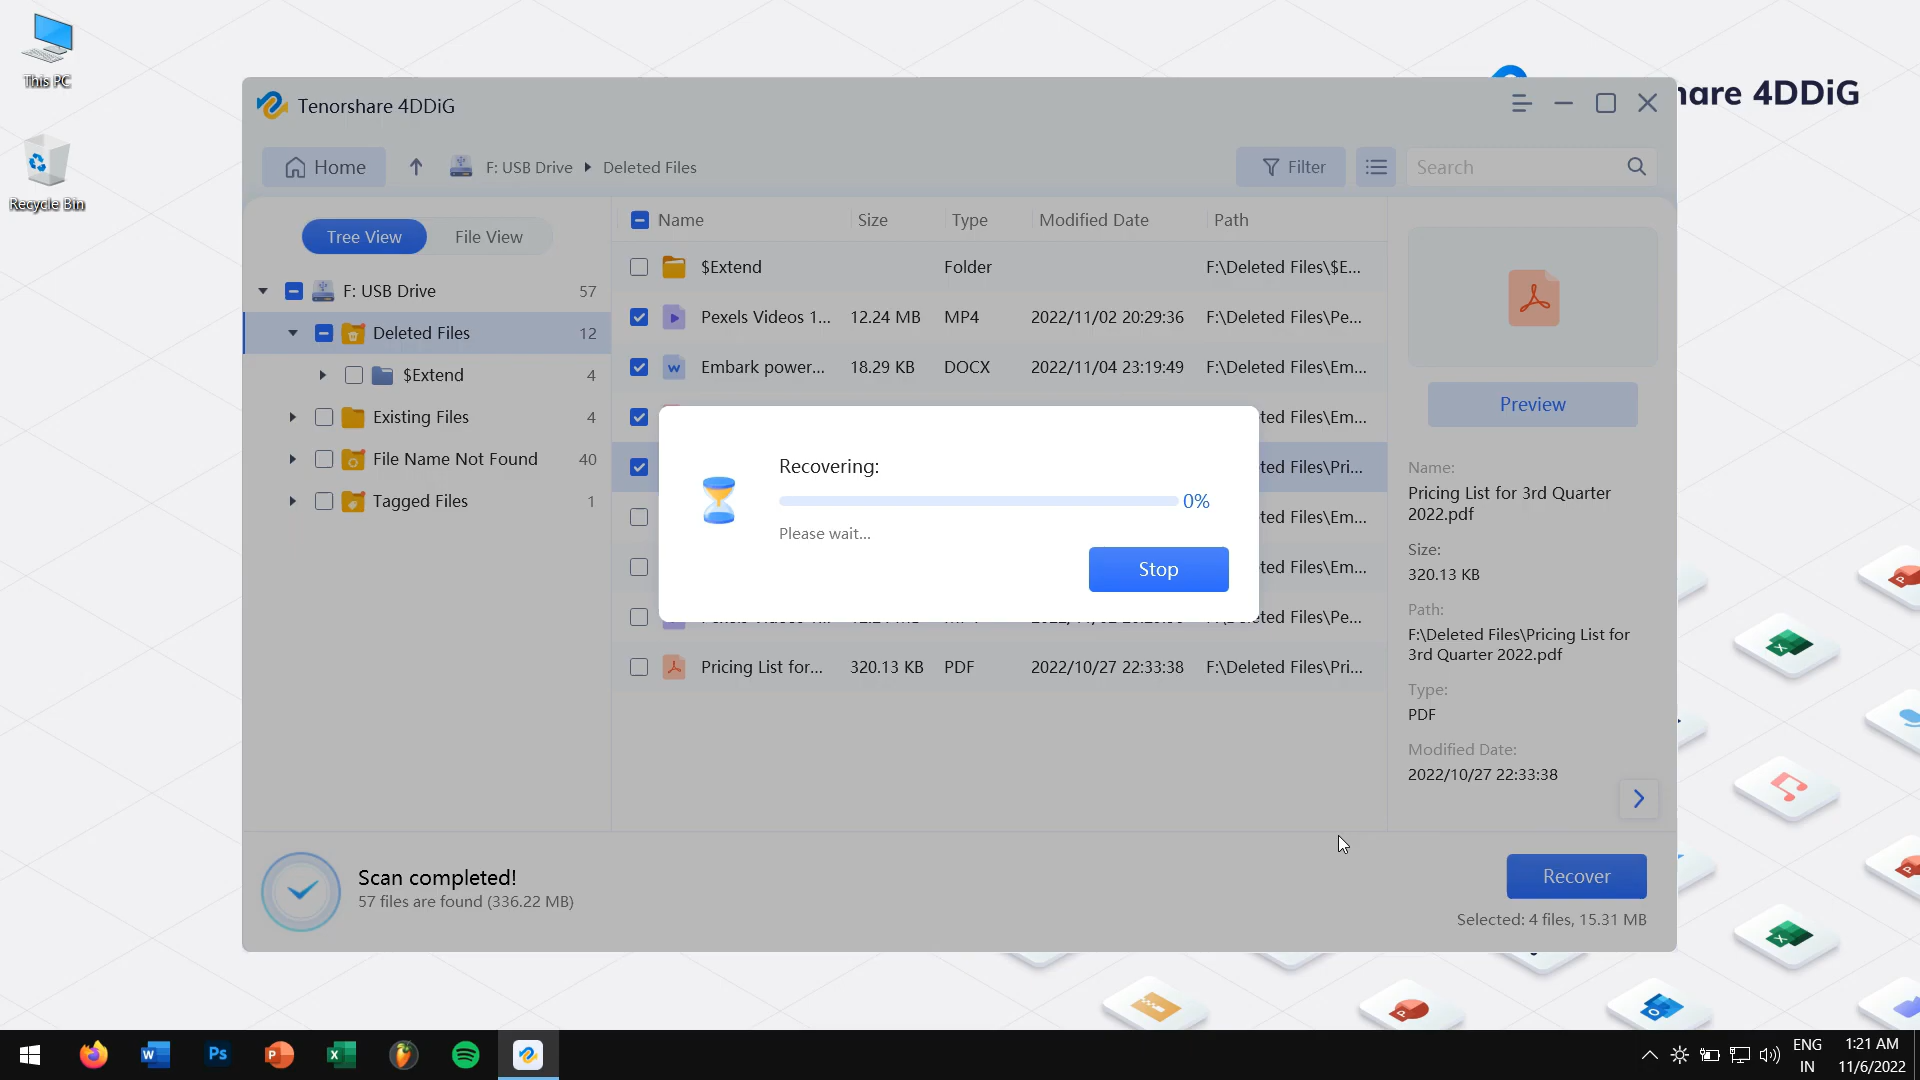 This PC
Recycle Bin
hare 4DDiG
Tenorshare 4DDiG
Home
F: USB Drive
Deleted Files
Filter
Search
Tree View
File View
F: USB Drive
57
Deleted Files
12
$Extend
4
Existing Files
4
File Name Not Found
40
Tagged Files
1
Name Size Type Modified Date Path
$Extend Folder F:\Deleted Files\$E...
Pexels Videos 1... 12.24 MB MP4 2022/11/02 20:29:36 F:\Deleted Files\Pe...
Embark power... 18.29 KB DOCX 2022/11/04 23:19:49 F:\Deleted Files\Em...
ted Files\Em...
ted Files\Pri...
ted Files\Em...
ted Files\Em...
ted Files\Pe...
Pricing List for... 320.13 KB PDF 2022/10/27 22:33:38 F:\Deleted Files\Pri...
Recovering:
0%
Please wait...
Stop
Preview
Name:
Pricing List for 3rd Quarter
2022.pdf
Size:
320.13 KB
Path:
F:\Deleted Files\Pricing List for
3rd Quarter 2022.pdf
Type:
PDF
Modified Date:
2022/10/27 22:33:38
Scan completed!
57 files are found (336.22 MB)
Recover
Selected: 4 files, 15.31 MB
ENG
IN
1:21 AM
11/6/2022